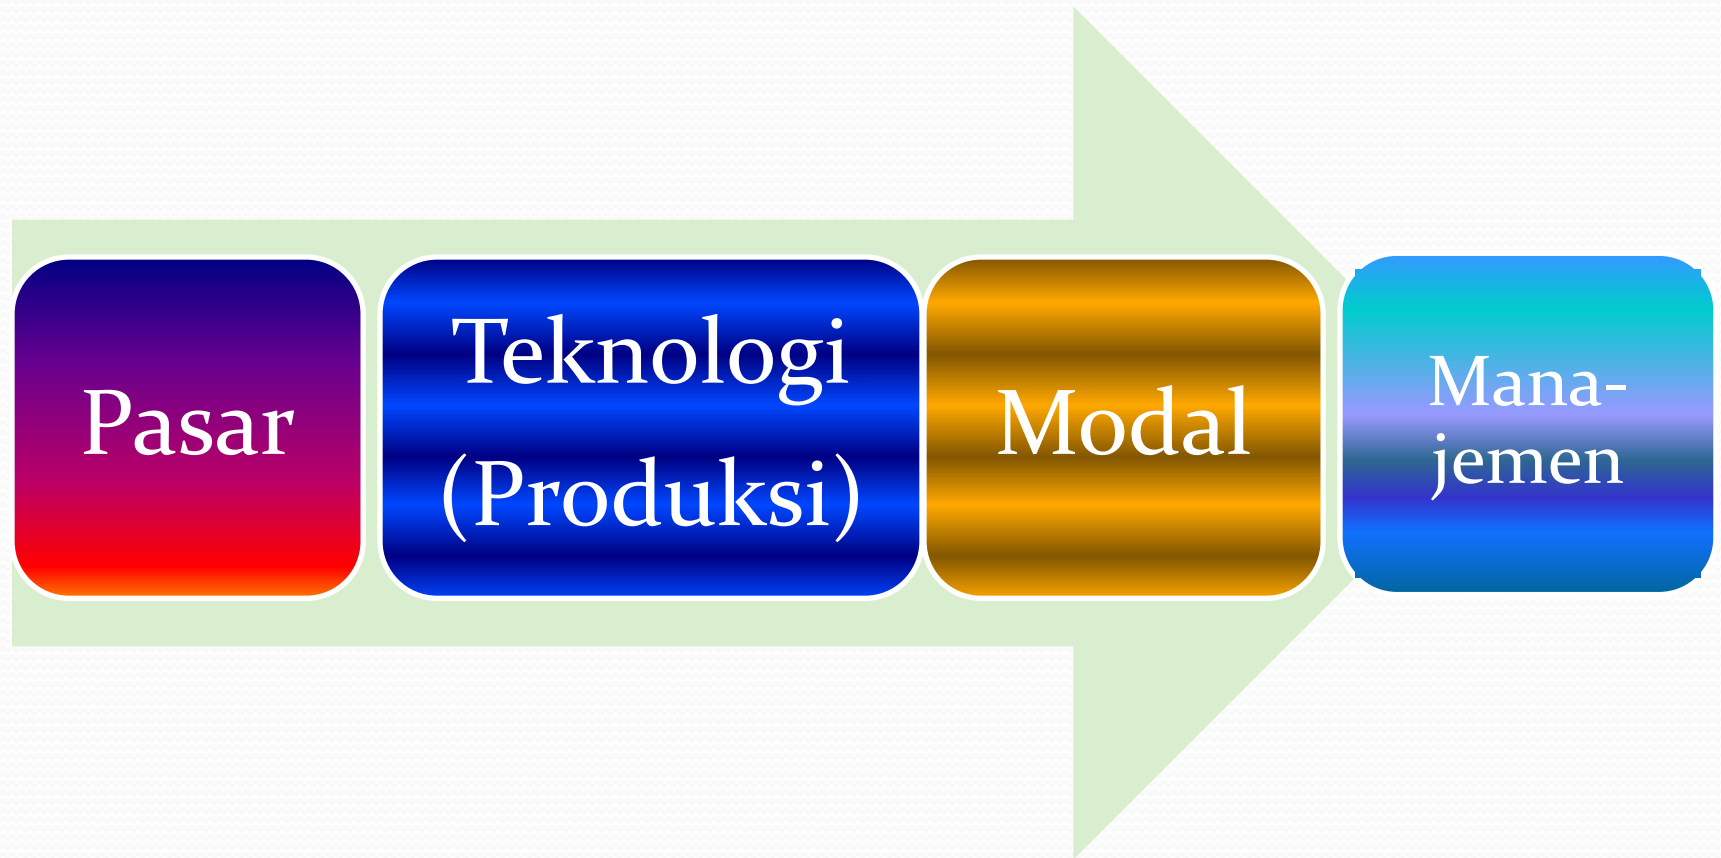 Pasar
Teknologi
(Produksi)
Modal
Mana-
jemen